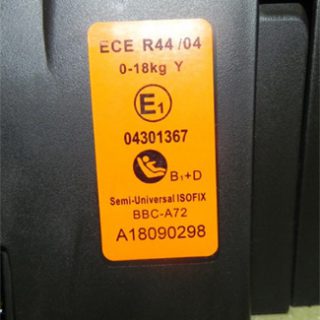 ECE R44/04
0-18kg Y
E1
04301367
B1+D
Semi-Universal ISOFIX
BBC-A72
A18090298